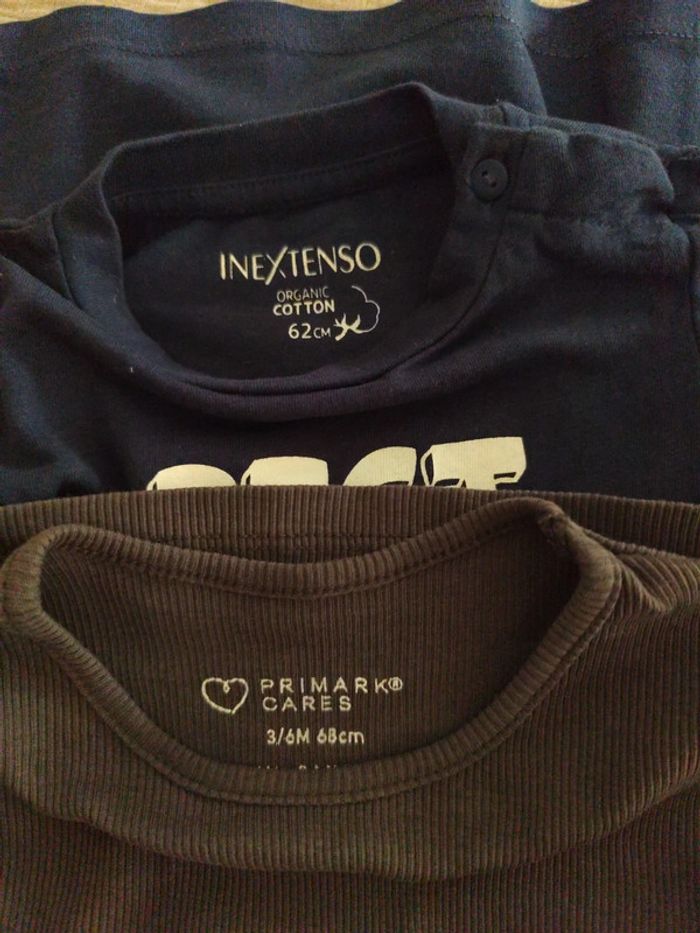 INEXTENSO
ORGANIC
COTTON
62CM
PRIMARK®
CARES
3/6M 68cm